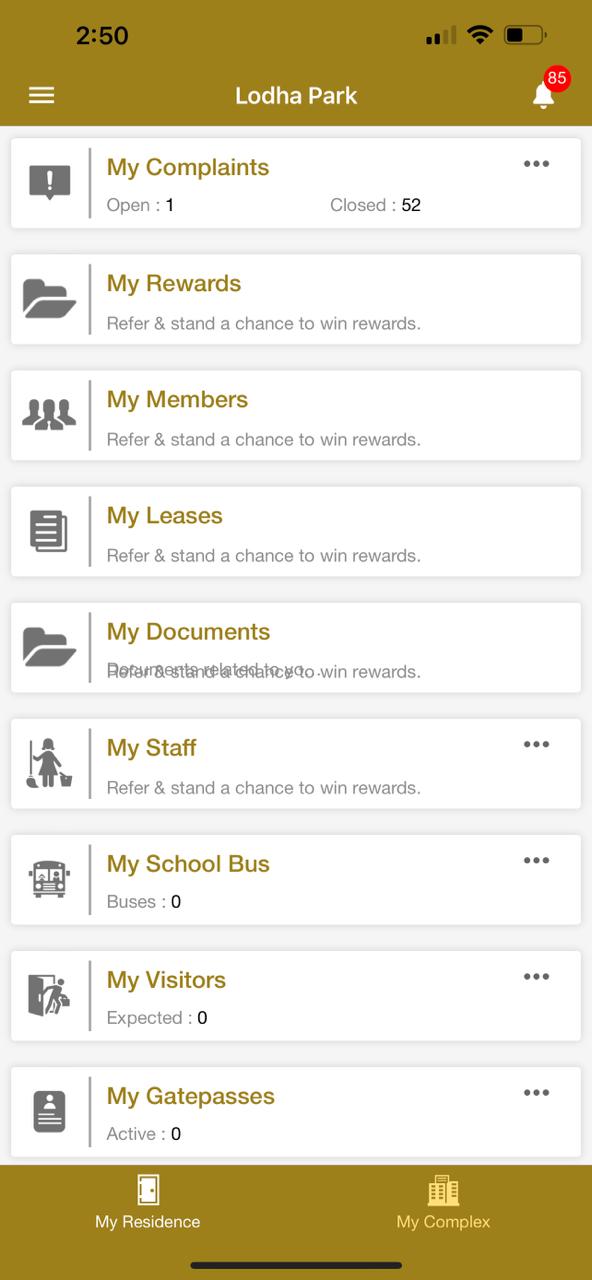 2:50
Lodha Park
85
My Complaints
Open : 1 Closed : 52
My Rewards
Refer & stand a chance to win rewards.
My Members
Refer & stand a chance to win rewards.
My Leases
Refer & stand a chance to win rewards.
My Documents
Documents related to yo...
Refer & stand a chance to win rewards.
My Staff
Refer & stand a chance to win rewards.
My School Bus
Buses : 0
My Visitors
Expected : 0
My Gatepasses
Active : 0
My Residence
My Complex